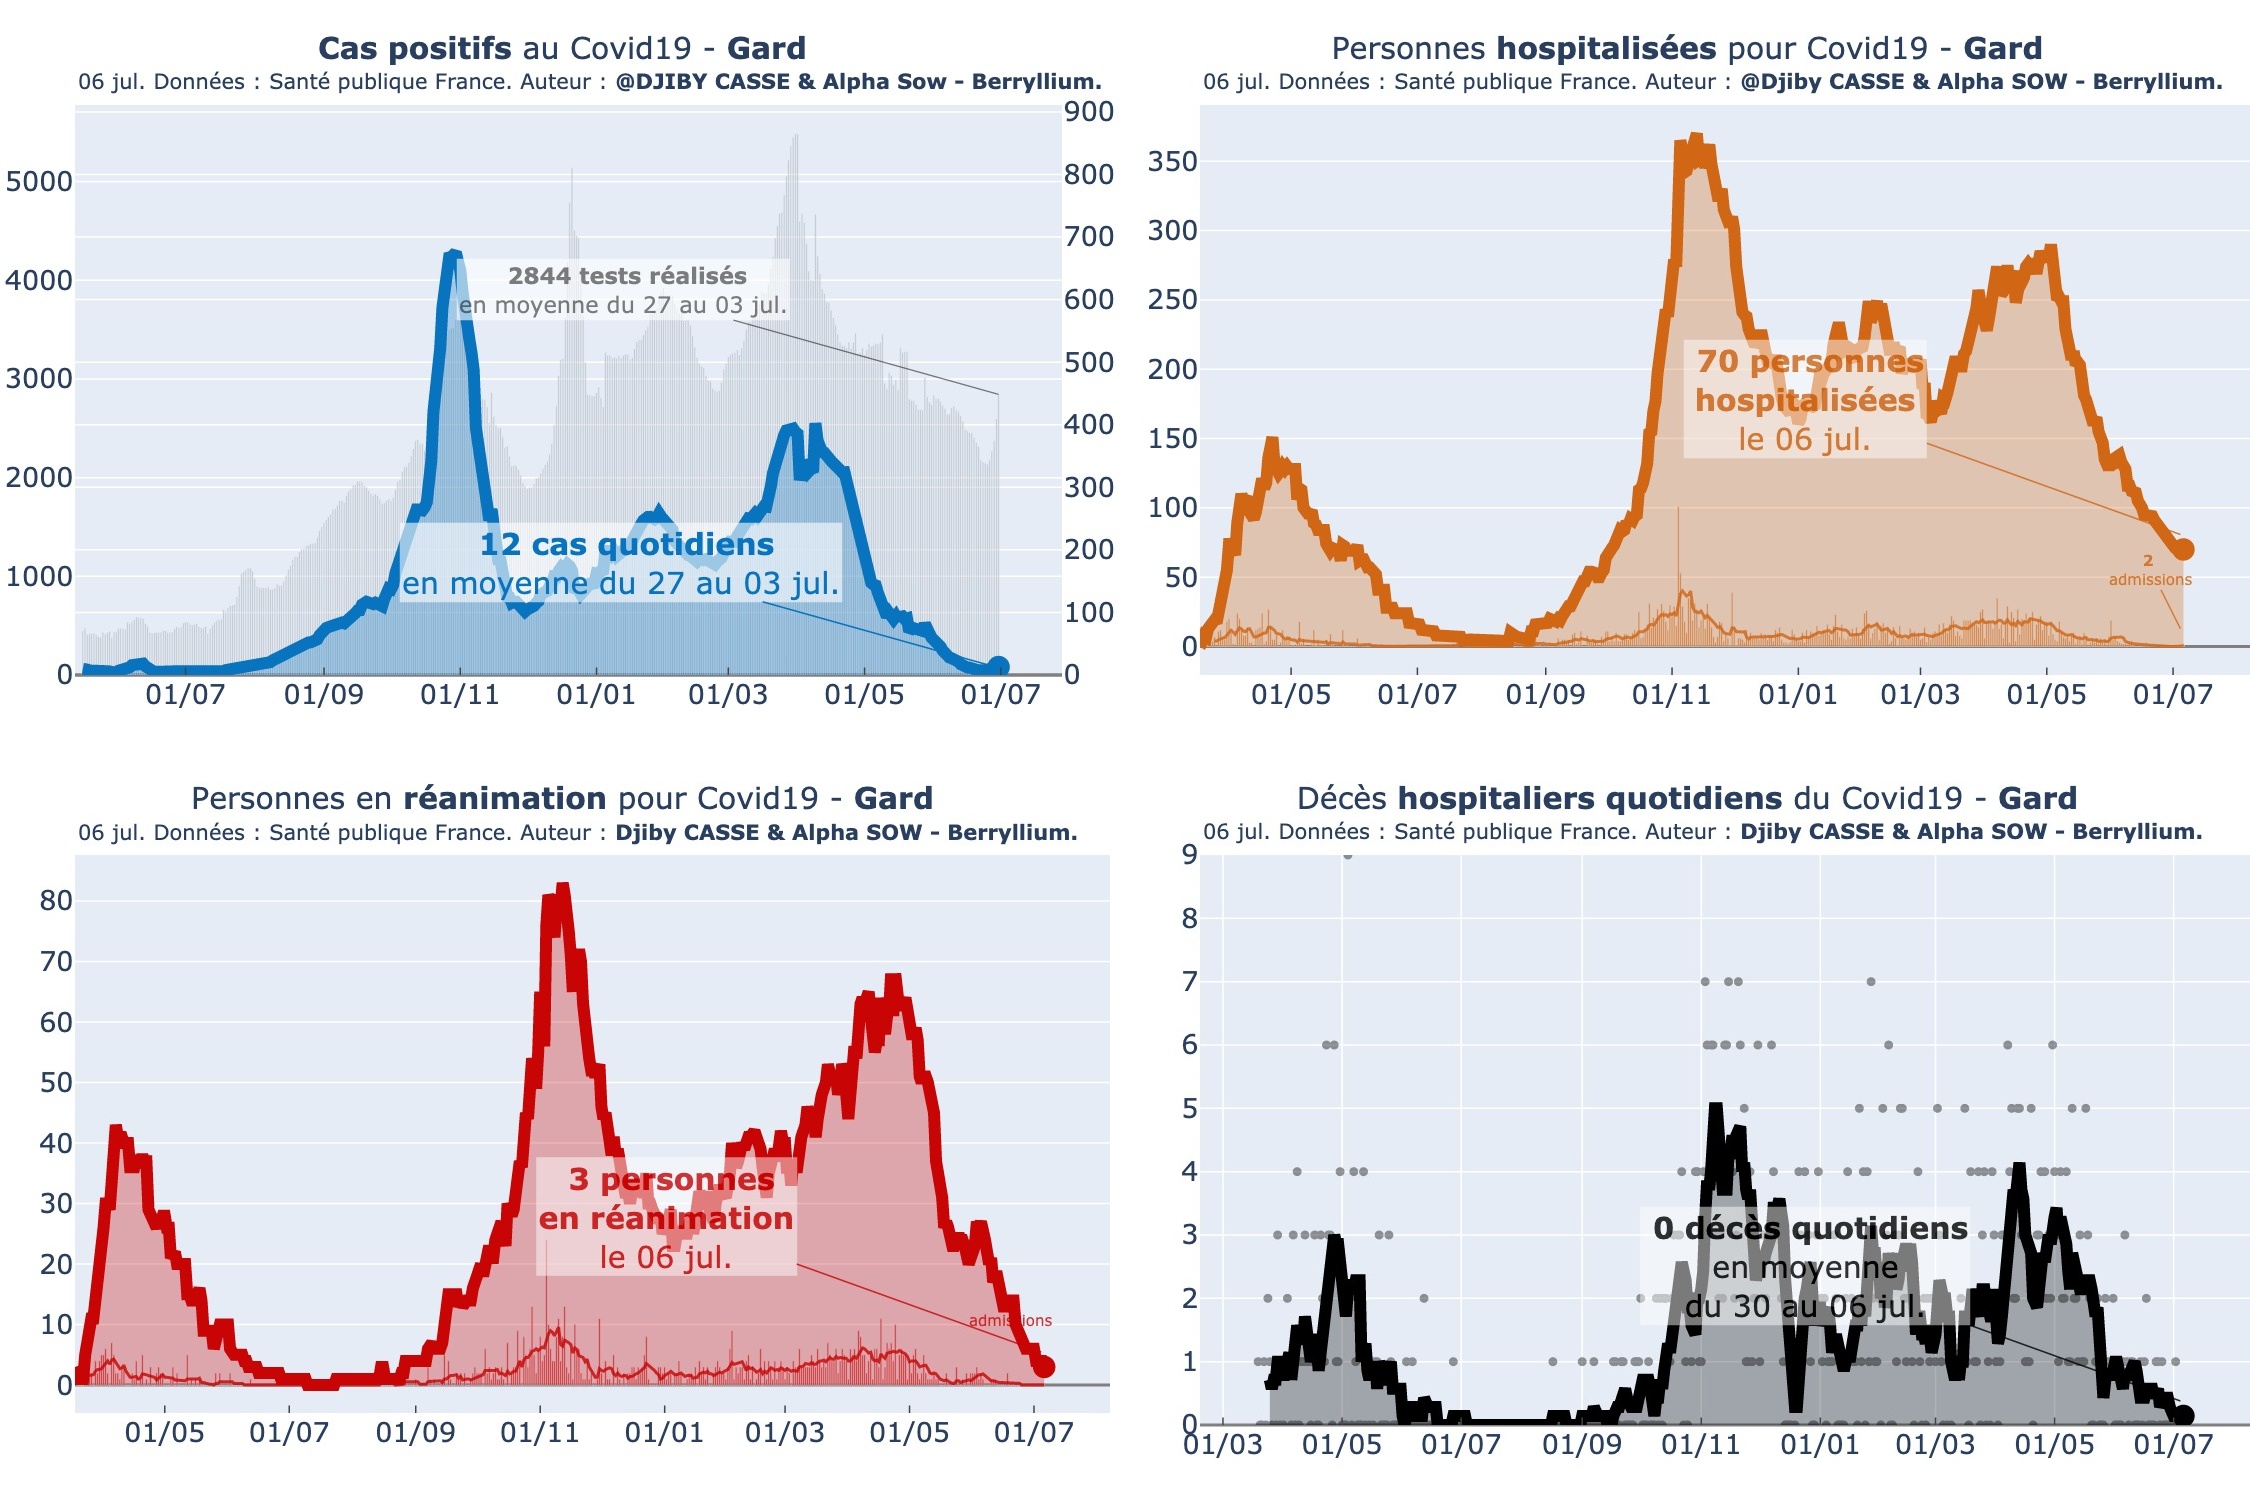 Cas positifs au Covid19 - Gard
06 jul. Données : Santé publique France. Auteur : @DJIBY CASSE & Alpha Sow - Berryllium.
900
800
700
600
500
400
300
200
100
0
5000
4000
3000
2000
1000
0
2844 tests réalisés
en moyenne du 27 au 03 jul.
12 cas quotidiens
en moyenne du 27 au 03 jul.
01/07 01/09 01/11 01/01 01/03 01/05 01/07
Personnes hospitalisées pour Covid19 - Gard
06 jul. Données : Santé publique France. Auteur : @Djiby CASSE & Alpha SOW - Berryllium.
350
300
250
200
150
100
50
0
70 personnes
hospitalisées
le 06 jul.
2
admissions
01/05 01/07 01/09 01/11 01/01 01/03 01/05 01/07
Personnes en réanimation pour Covid19 - Gard
06 jul. Données : Santé publique France. Auteur : Djiby CASSE & Alpha SOW - Berryllium.
80
70
60
50
40
30
20
10
0
3 personnes
en réanimation
le 06 jul.
admissions
01/05 01/07 01/09 01/11 01/01 01/03 01/05 01/07
Décès hospitaliers quotidiens du Covid19 - Gard
06 jul. Données : Santé publique France. Auteur : Djiby CASSE & Alpha SOW - Berryllium.
9
8
7
6
5
4
3
2
1
0
0 décès quotidiens
en moyenne
du 30 au 06 jul.
01/03 01/05 01/07 01/09 01/11 01/01 01/03 01/05 01/07